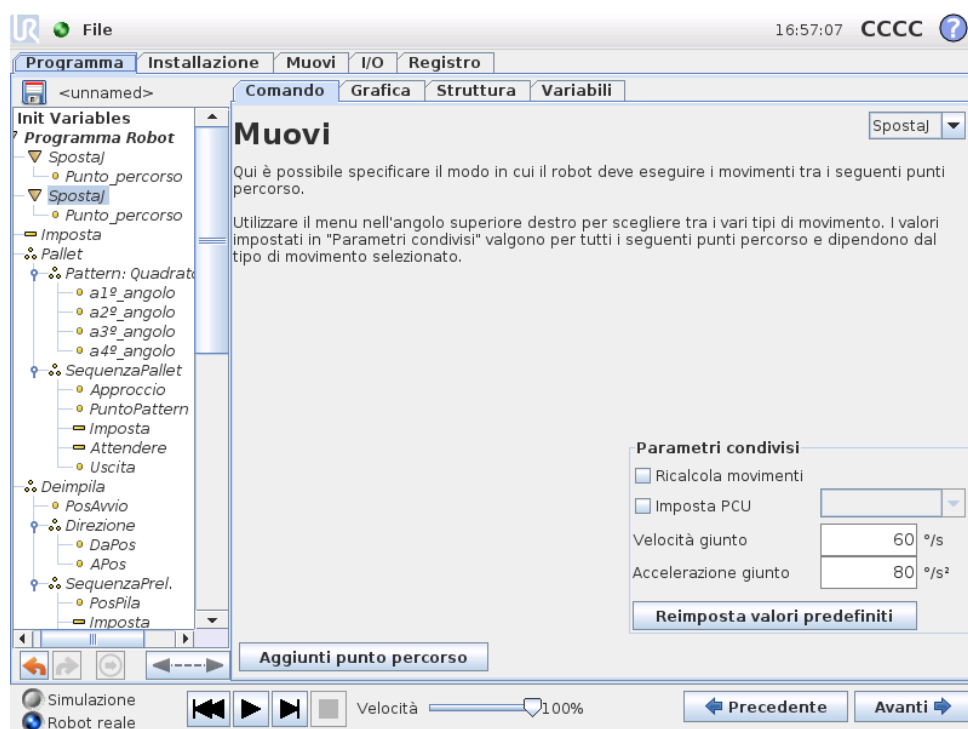 UR File 16:57:07 CCCC ?
Programma Installazione Muovi I/O Registro
<unnamed> Comando Grafica Struttura Variabili
Init Variables
Programma Robot
SpostaJ
Punto_percorso
SpostaJ
Punto_percorso
Imposta
Pallet
Pattern: Quadrato
a1º_angolo
a2º_angolo
a3º_angolo
a4º_angolo
SequenzaPallet
Approccio
PuntoPattern
Imposta
Attendere
Uscita
Deimpila
PosAvvio
Direzione
DaPos
APos
SequenzaPrel.
PosPila
Imposta
Muovi
SpostaJ
Qui è possibile specificare il modo in cui il robot deve eseguire i movimenti tra i seguenti punti
percorso.
Utilizzare il menu nell'angolo superiore destro per scegliere tra i vari tipi di movimento. I valori
impostati in "Parametri condivisi" valgono per tutti i seguenti punti percorso e dipendono dal
tipo di movimento selezionato.
Parametri condivisi
Ricalcola movimenti
Imposta PCU
Velocità giunto 60 °/s
Accelerazione giunto 80 °/s²
Reimposta valori predefiniti
Aggiunti punto percorso
Simulazione
Robot reale
Velocità 100%
Precedente Avanti